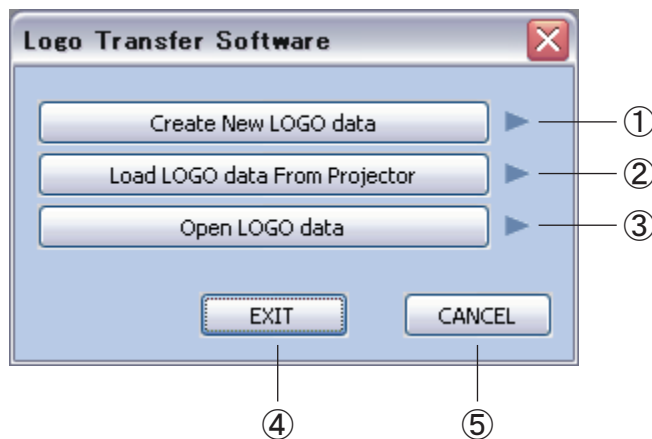 Logo Transfer Software
Create New LOGO data ①
Load LOGO data From Projector ②
Open LOGO data ③
EXIT CANCEL
④ ⑤